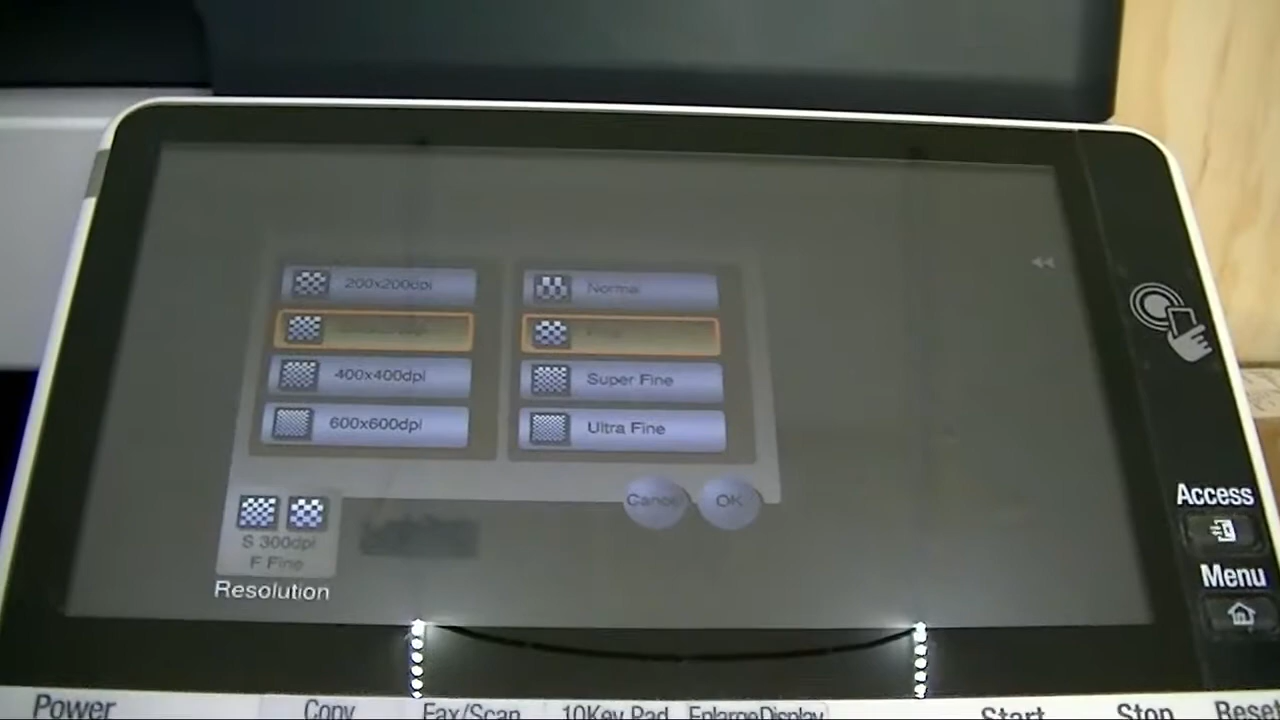 200x200dpi
Normal
400x400dpi
Super Fine
600x600dpi
Ultra Fine
Cancel
OK
S 300dpi
F Fine
Resolution
Access
Menu
Power
Copy
Fax/Scan
10Key Pad
EnlargeDisplay
Start
Stop
Reset